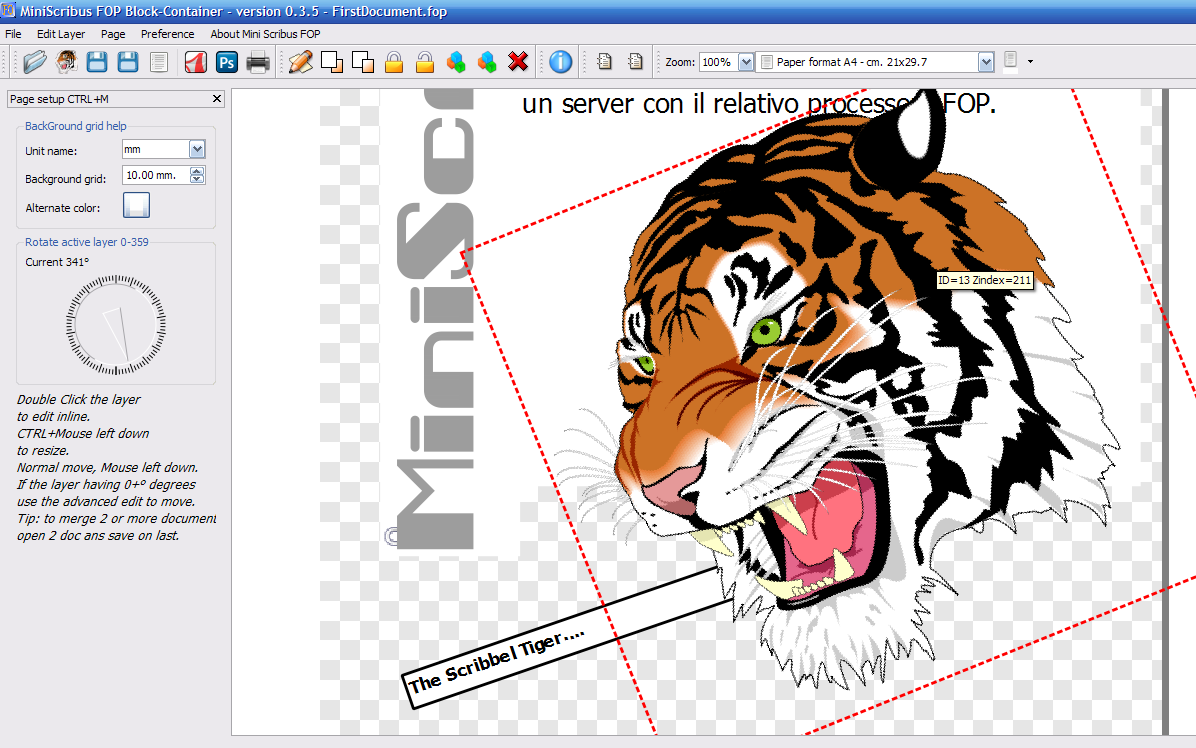 MiniScribus FOP Block-Container - version 0.3.5 - FirstDocument.fop
File Edit Layer Page Preference About Mini Scribus FOP
Ps
Zoom: 100% Paper format A4 - cm. 21x29.7
Page setup CTRL+M
BackGround grid help
Unit name: mm
Background grid: 10.00 mm.
Alternate color:
Rotate active layer 0-359
Current 341°
Double Click the layer
to edit inline.
CTRL+Mouse left down
to resize.
Normal move, Mouse left down.
If the layer having 0+° degrees
use the advanced edit to move.
Tip: to merge 2 or more document
open 2 doc ans save on last.
un server con il relativo processo FOP.
MiniSc
ID=13 Zindex=211
The Scribbel Tiger....